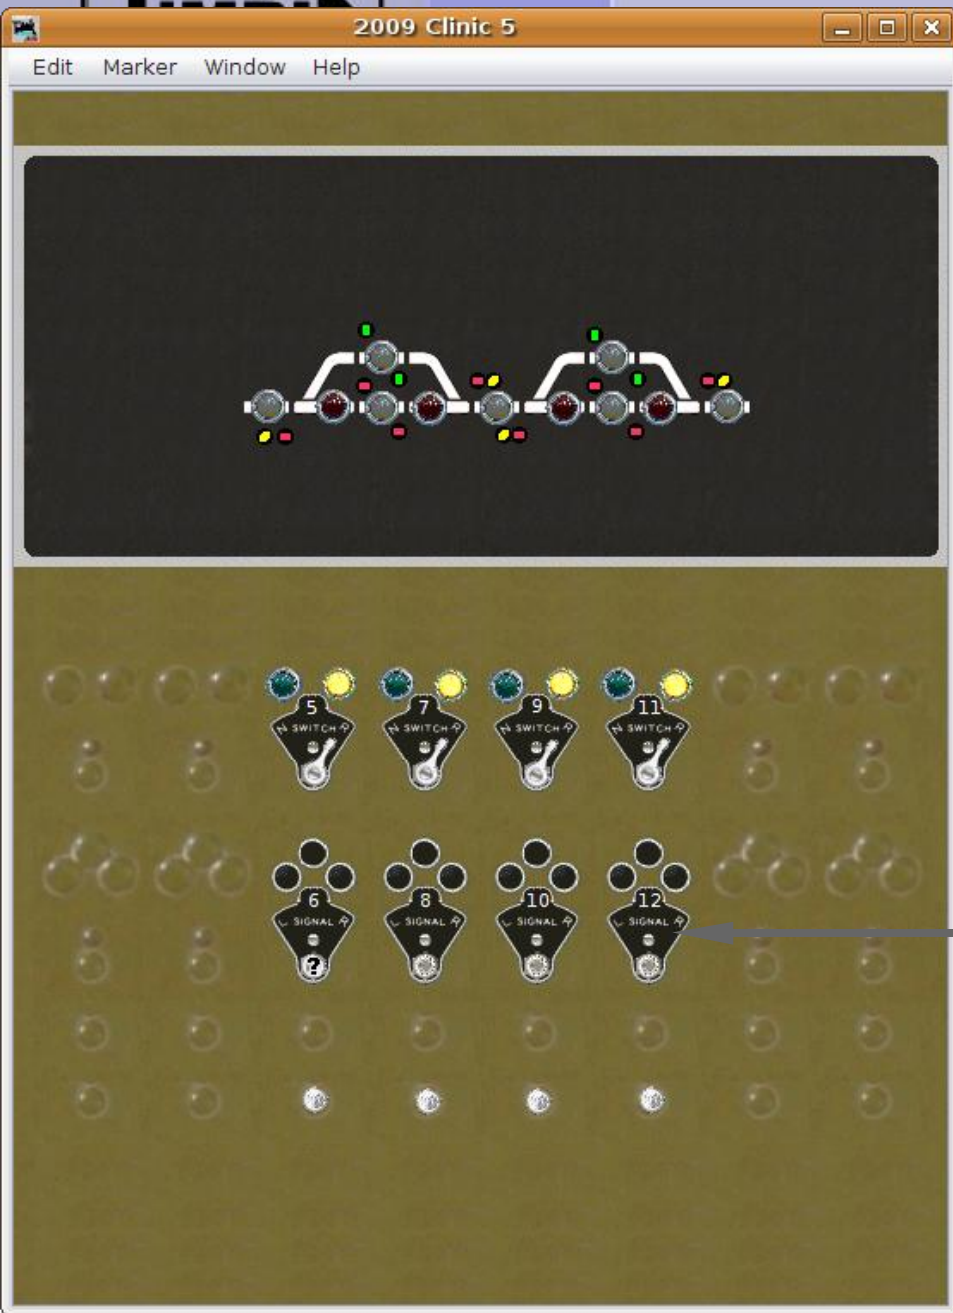 2009 Clinic 5
Edit Marker Window Help
5 7 9 11
SWITCH R SWITCH R SWITCH R SWITCH R
6 8 10 12
L SIGNAL R L SIGNAL R L SIGNAL R L SIGNAL R
?